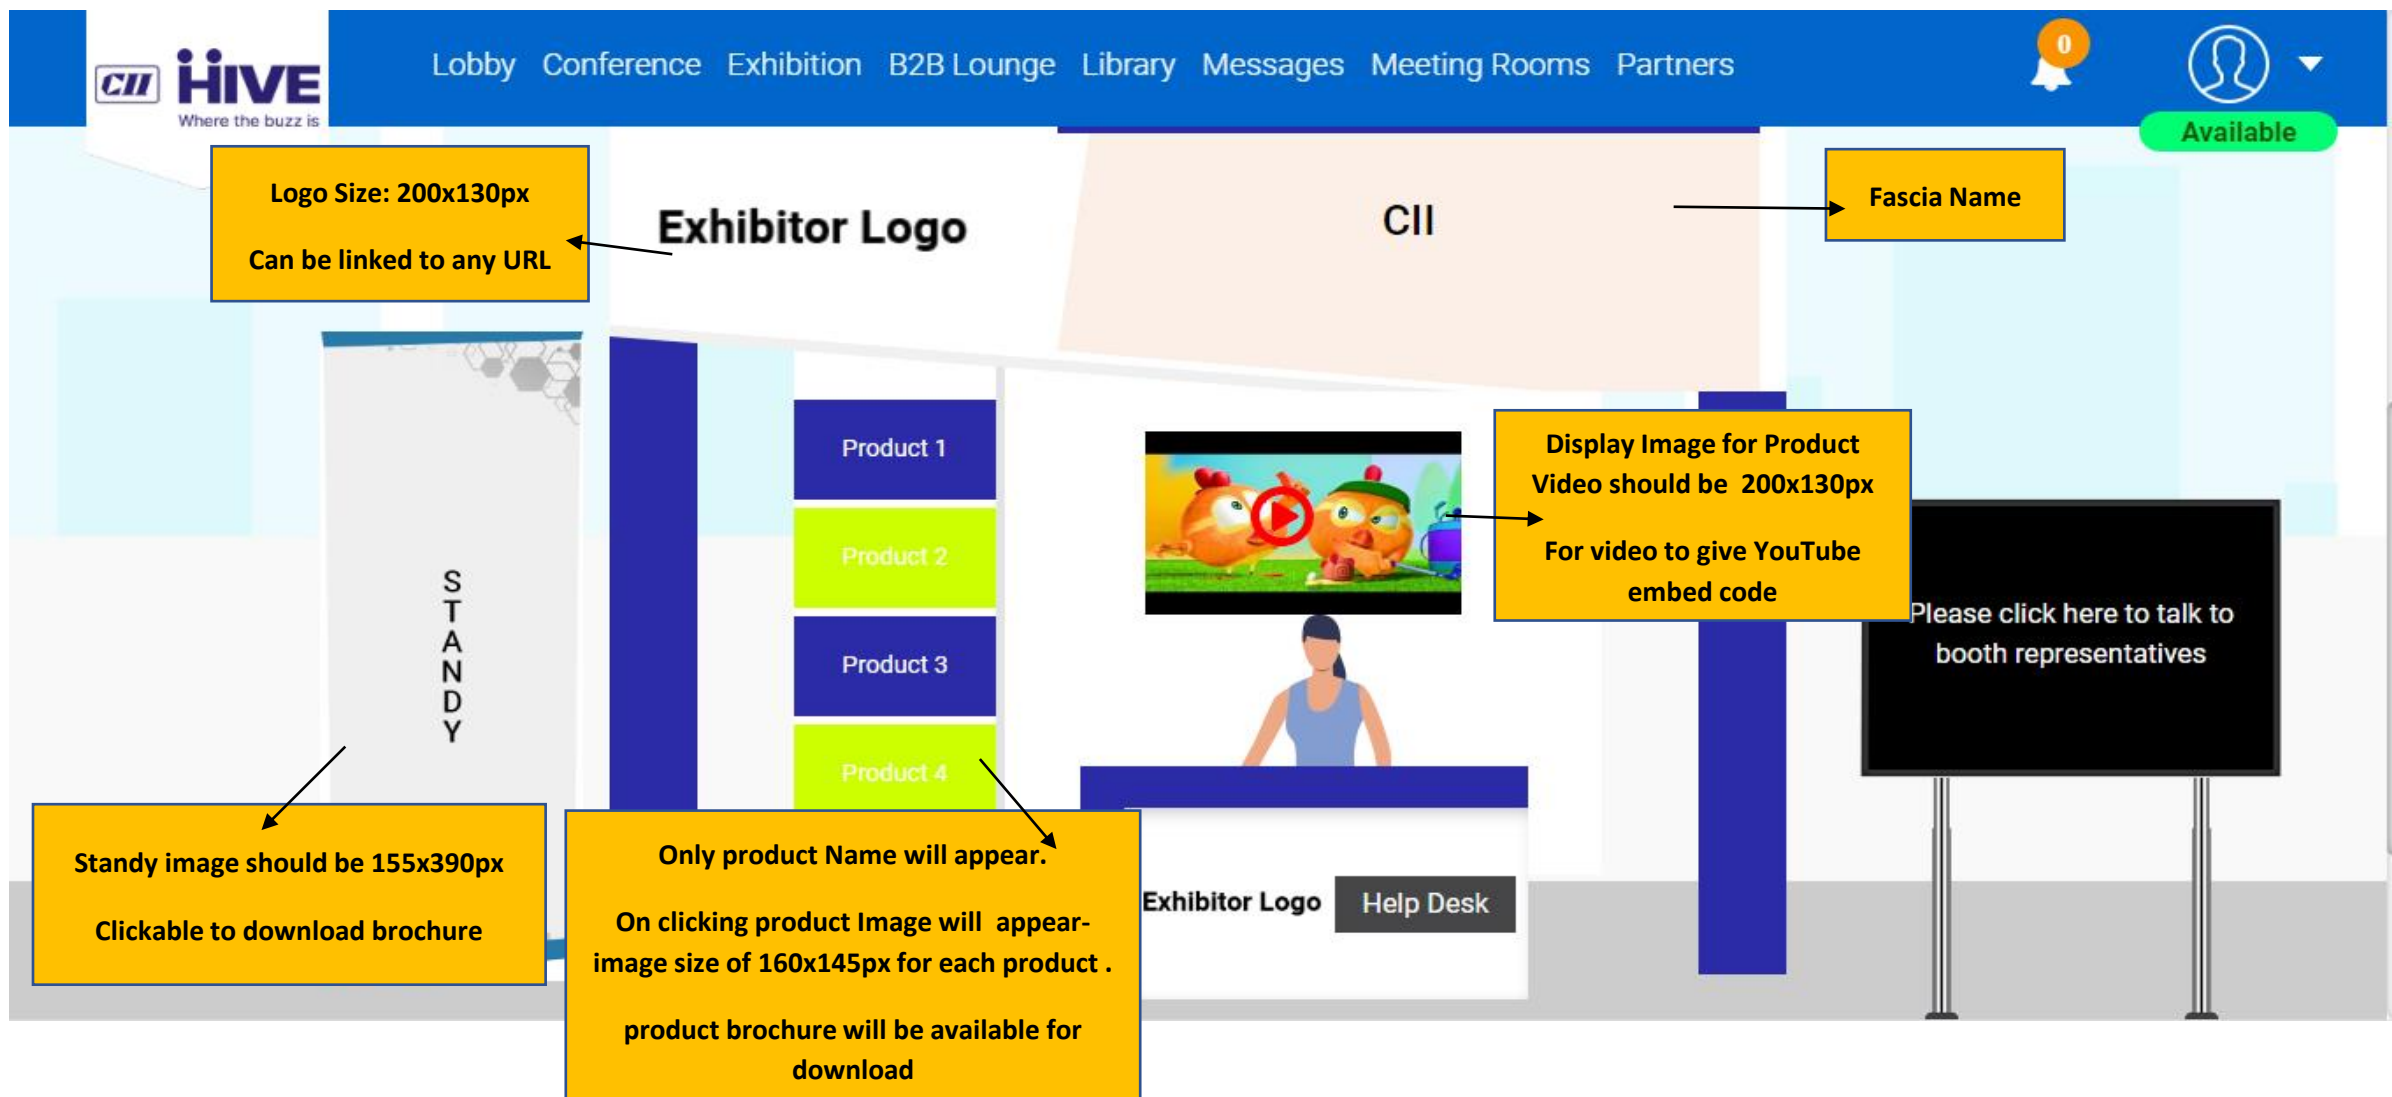 CII HIVE
Where the buzz is
Lobby Conference Exhibition B2B Lounge Library Messages Meeting Rooms Partners
0
Available
Logo Size: 200x130px
Can be linked to any URL
Exhibitor Logo
CII
Fascia Name
Product 1
Product 2
Product 3
Product 4
Display Image for Product
Video should be 200x130px
For video to give YouTube
embed code
S
T
A
N
D
Y
Please click here to talk to
booth representatives
Standy image should be 155x390px
Clickable to download brochure
Only product Name will appear.
On clicking product Image will appear-
image size of 160x145px for each product .
product brochure will be available for
download
Exhibitor Logo
Help Desk